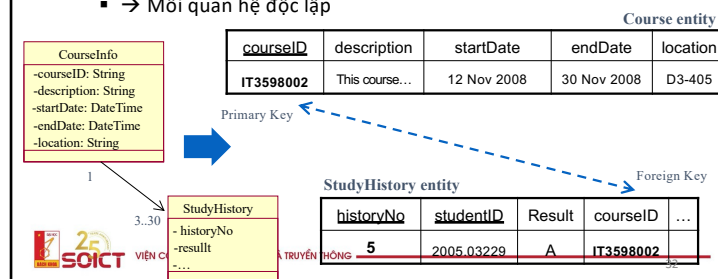 ▪ → Mối quan hệ độc lập
Course entity
CourseInfo
-courseID: String
-description: String
-startDate: DateTime
-endDate: DateTime
-location: String
courseID description startDate endDate location
IT3598002 This course… 12 Nov 2008 30 Nov 2008 D3-405
Primary Key
Foreign Key
1
3..30
StudyHistory
- historyNo
-resullt
-…
StudyHistory entity
historyNo studentID Result courseID …
5 2005.03229 A IT3598002
25
SOICT
VIỆN C
À TRUYỀN THÔNG
32